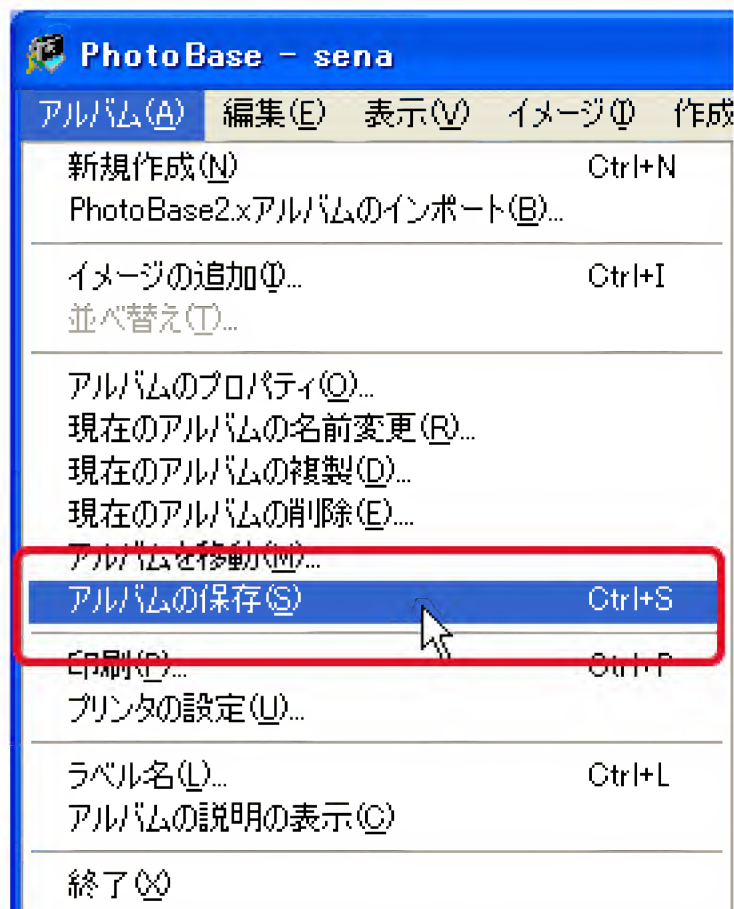 PhotoBase - sena
アルバム(A) 編集(E) 表示(V) イメージ(I) 作成
新規作成(N) Ctrl+N
PhotoBase2.xアルバムのインポート(B)...
イメージの追加(I)... Ctrl+I
並べ替え(T)...
アルバムのプロパティ(O)...
現在のアルバムの名前変更(R)...
現在のアルバムの複製(D)...
現在のアルバムの削除(E)....
アルバムを移動(M)...
アルバムの保存(S) Ctrl+S
印刷(P)... Ctrl+P
プリンタの設定(U)...
ラベル名(L)... Ctrl+L
アルバムの説明の表示(C)
終了(X)